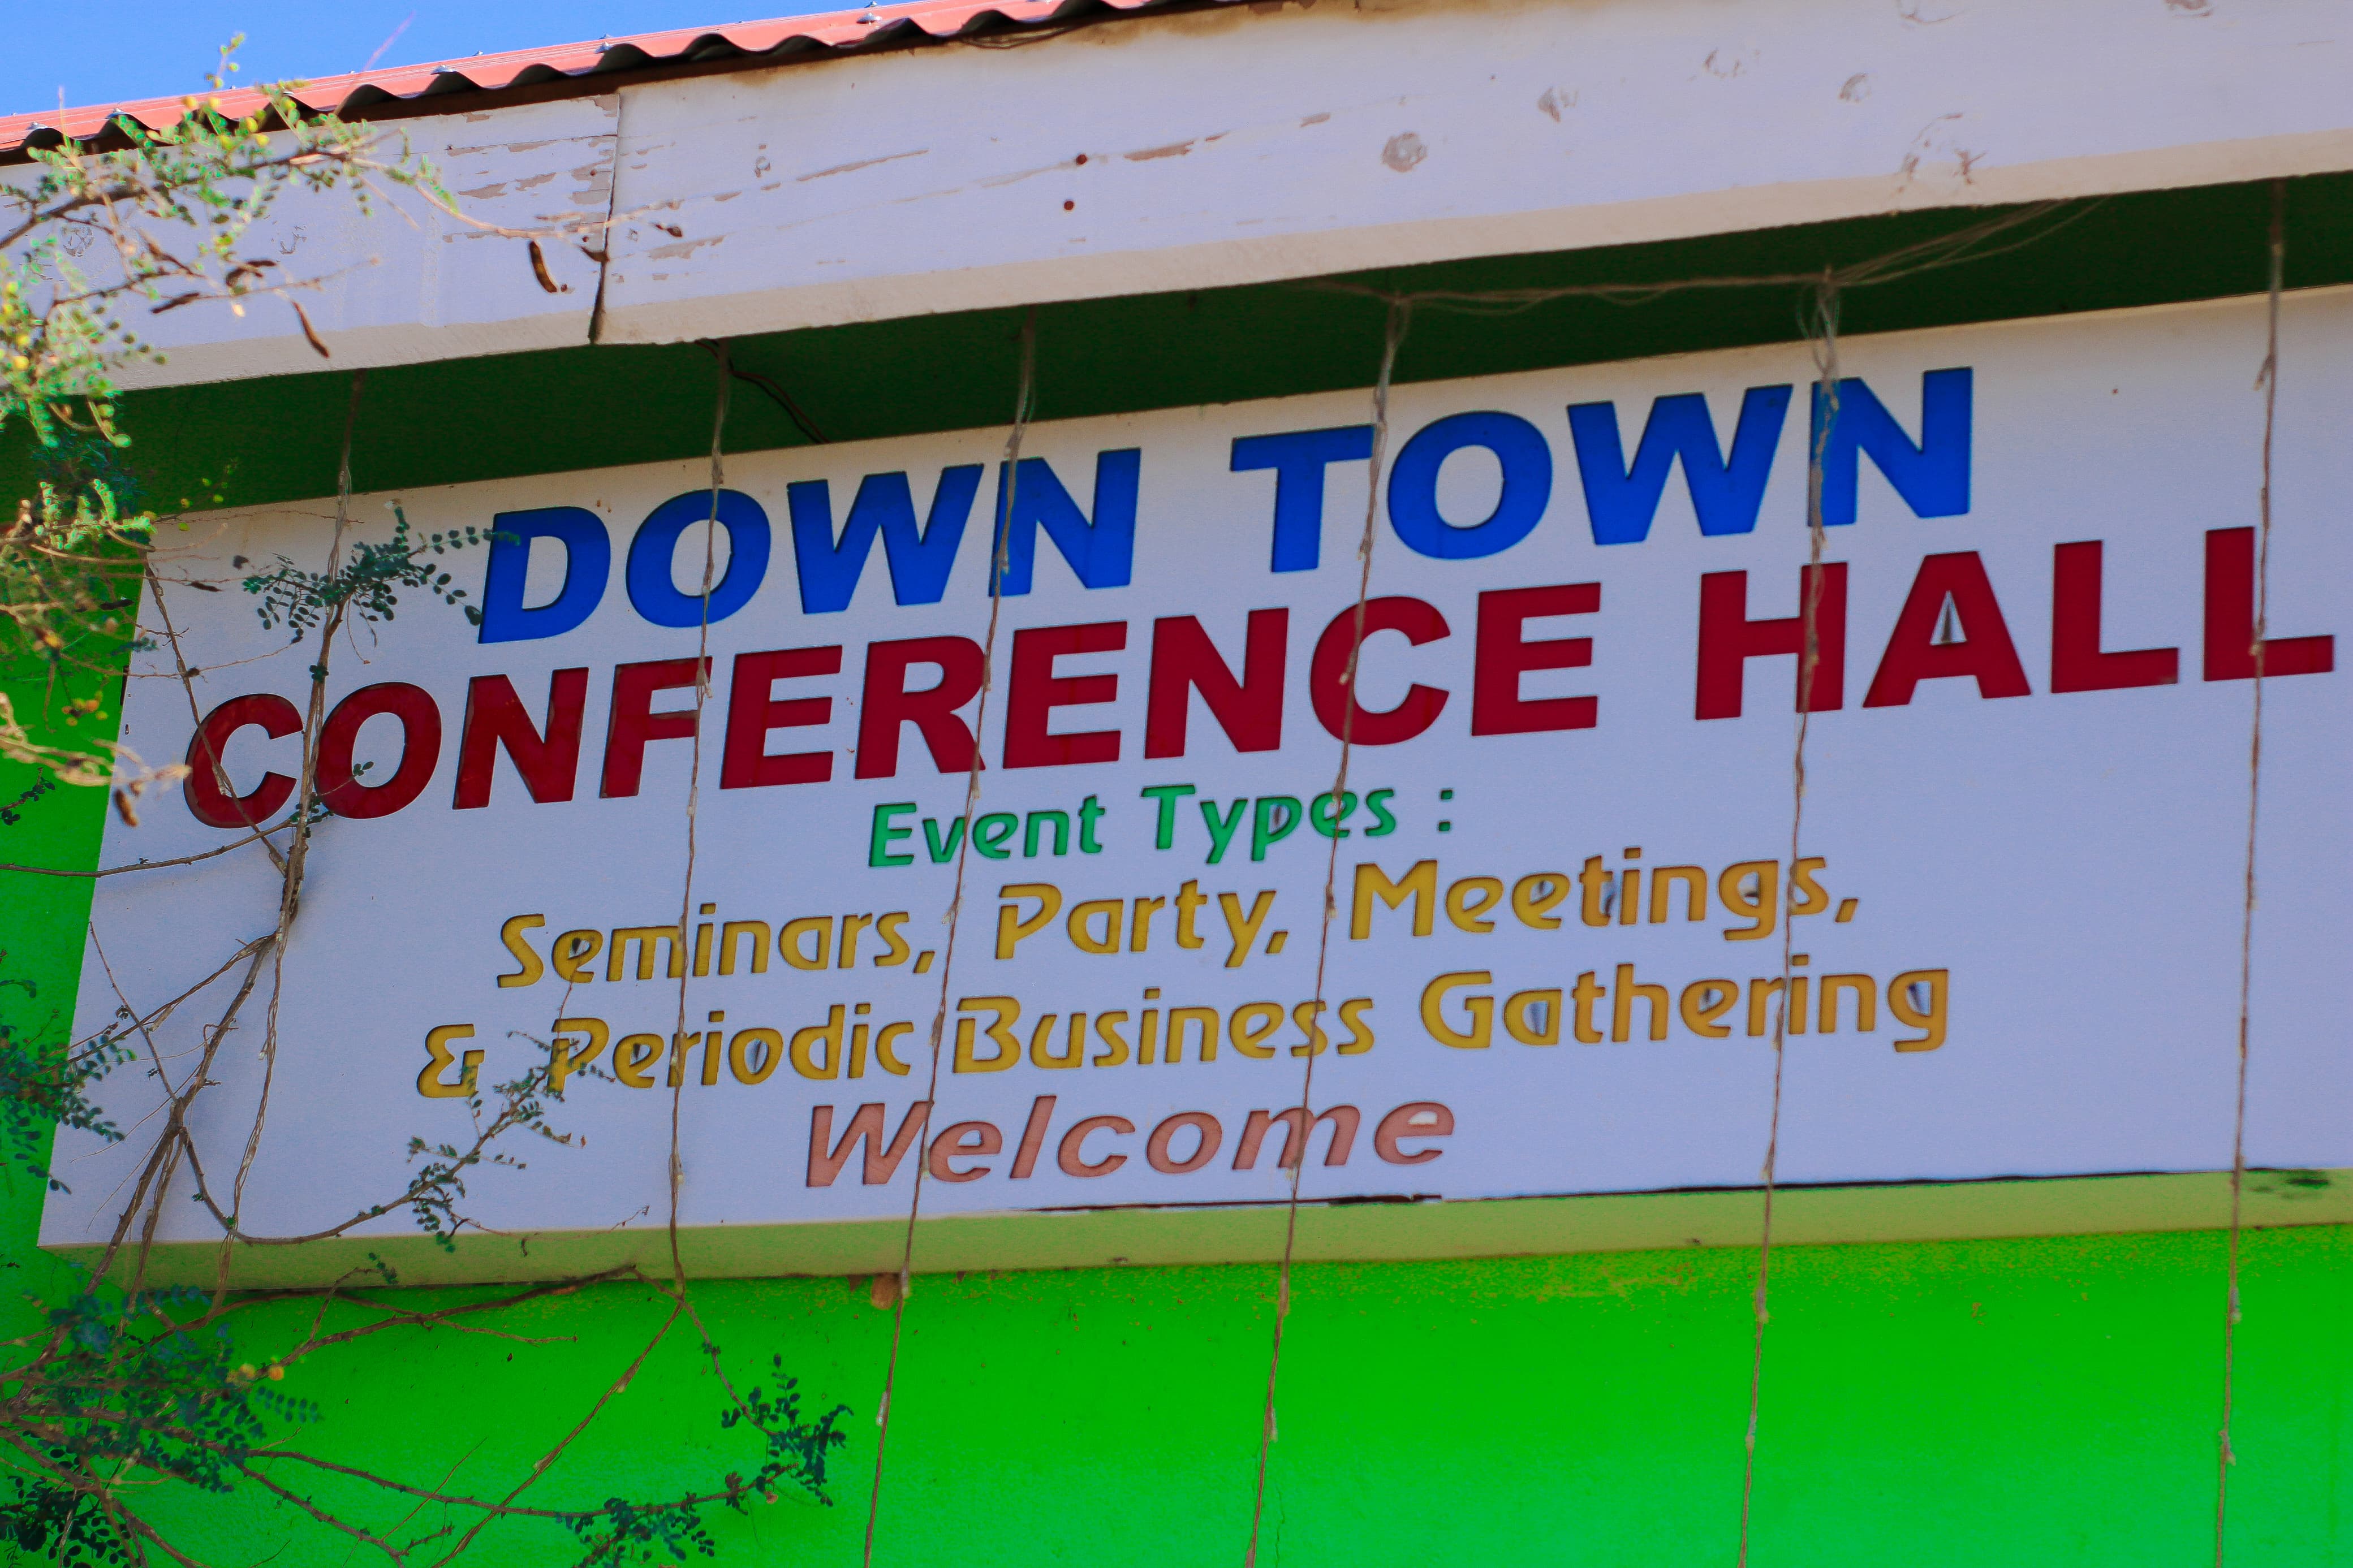 DOWN TOWN
CONFERENCE HALL
Event Types :
Seminars, Party, Meetings,
& Periodic Business Gathering
Welcome